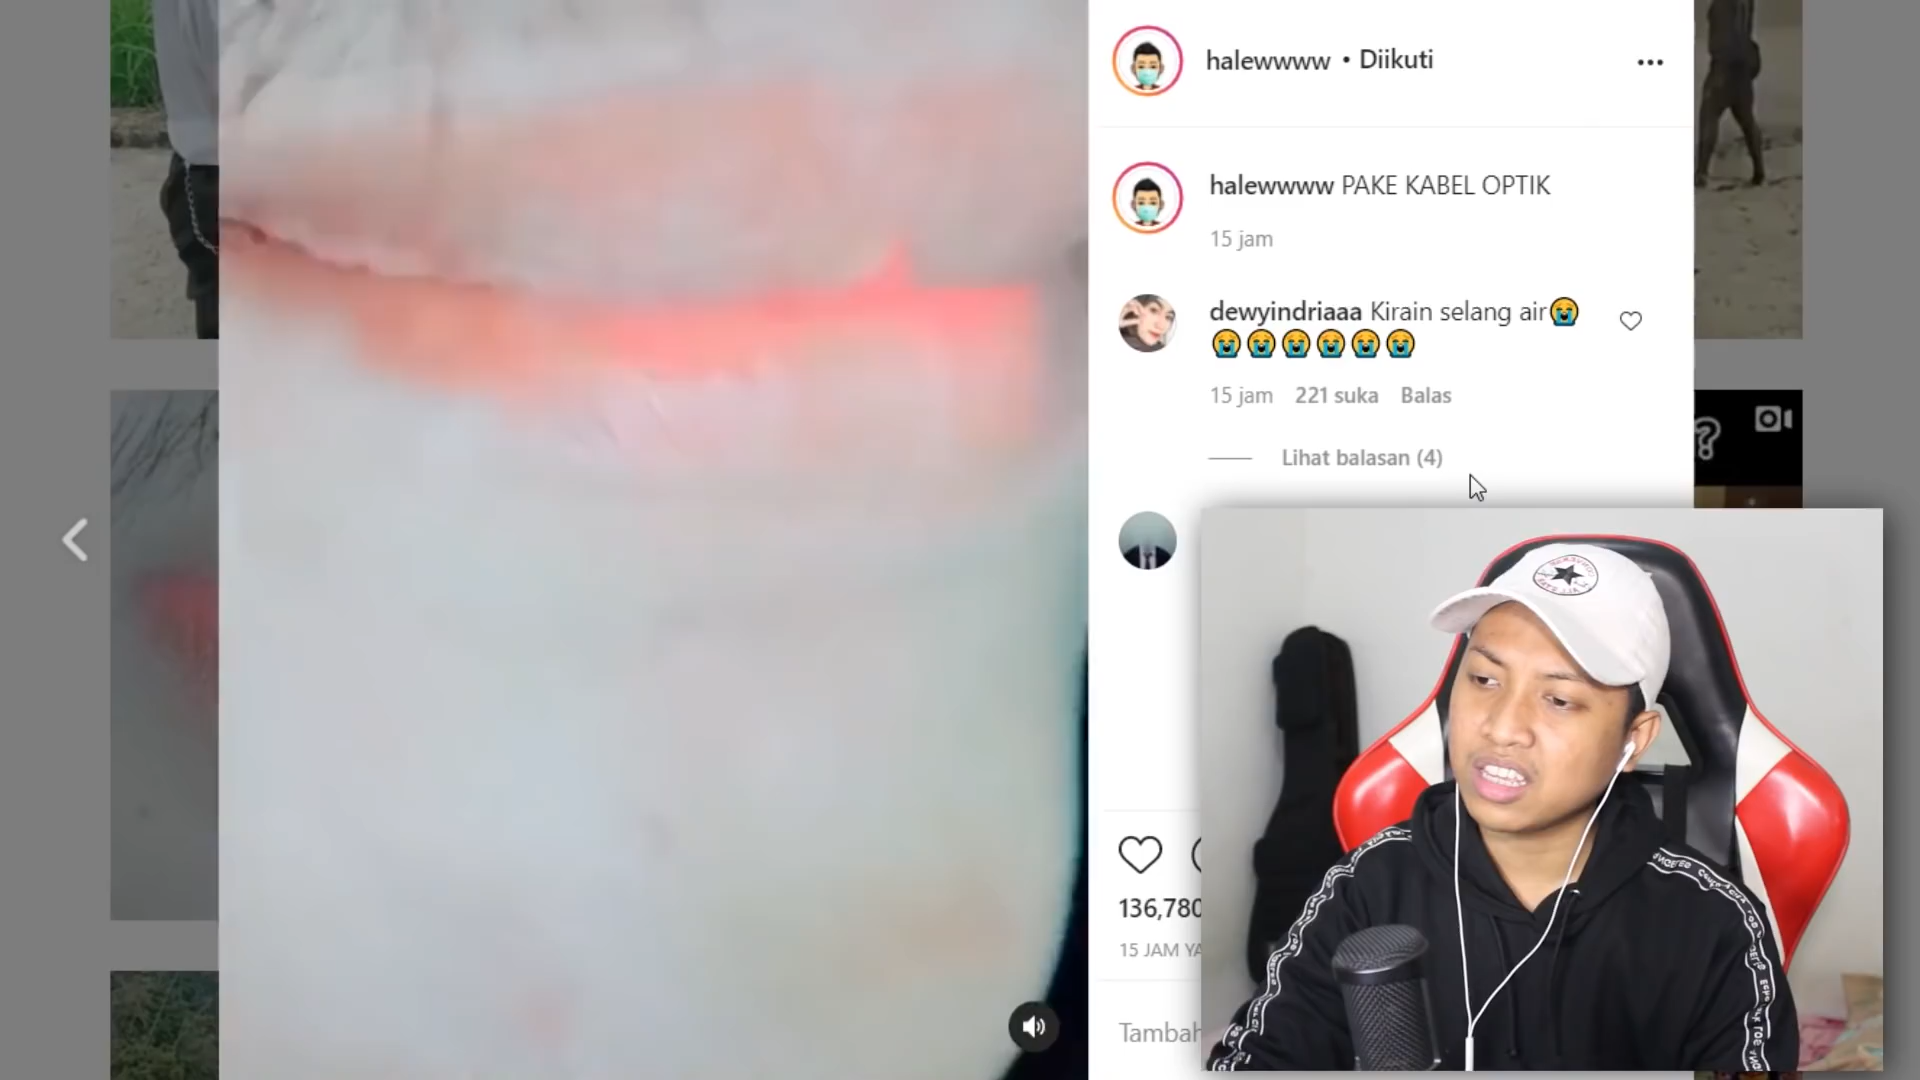 halewwww • Diikuti
halewwww PAKE KABEL OPTIK
15 jam
dewyindriaaa Kirain selang air😭
😭😭😭😭😭😭
15 jam 221 suka Balas
Lihat balasan (4)
?
136,780
15 JAM YA
Tambah